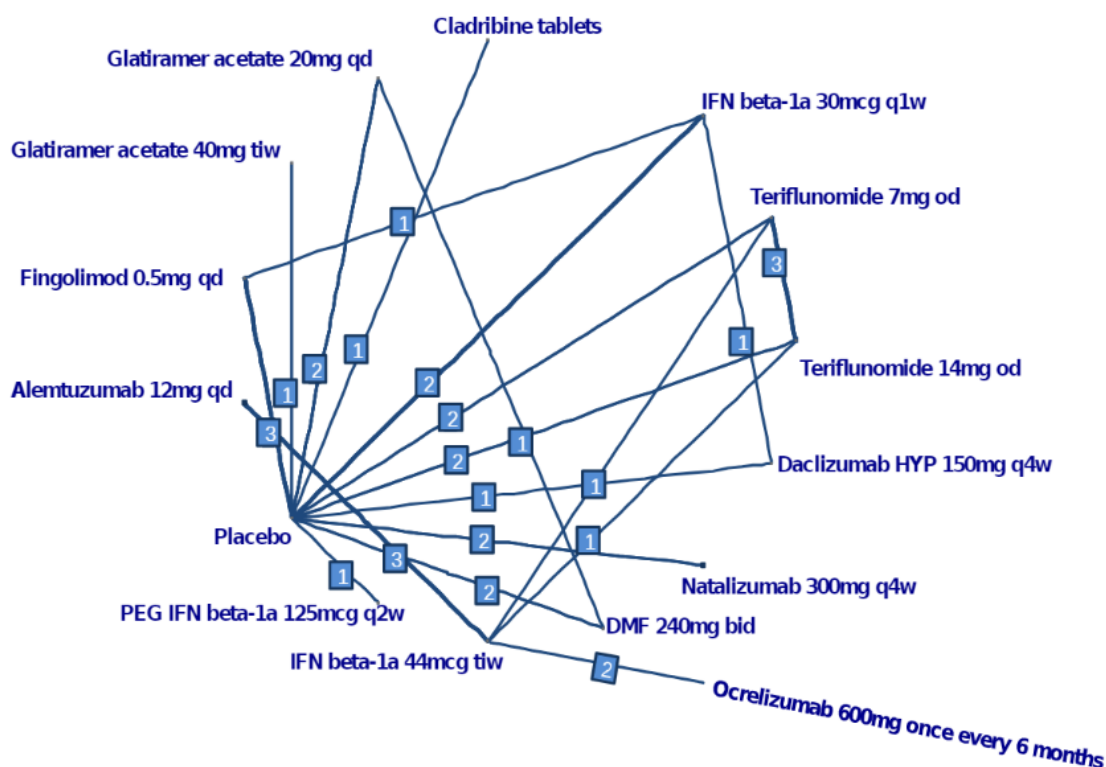 Cladribine tablets
Glatiramer acetate 20mg qd
IFN beta-1a 30mcg q1w
Glatiramer acetate 40mg tiw
Teriflunomide 7mg od
1
3
Fingolimod 0.5mg qd
1
1
2
Teriflunomide 14mg od
2
1
Alemtuzumab 12mg qd
2
3
1
2
Daclizumab HYP 150mg q4w
1
1
Placebo
2
1
3
1
2
Natalizumab 300mg q4w
PEG IFN beta-1a 125mcg q2w
DMF 240mg bid
IFN beta-1a 44mcg tiw
2
Ocrelizumab 600mg once every 6 months